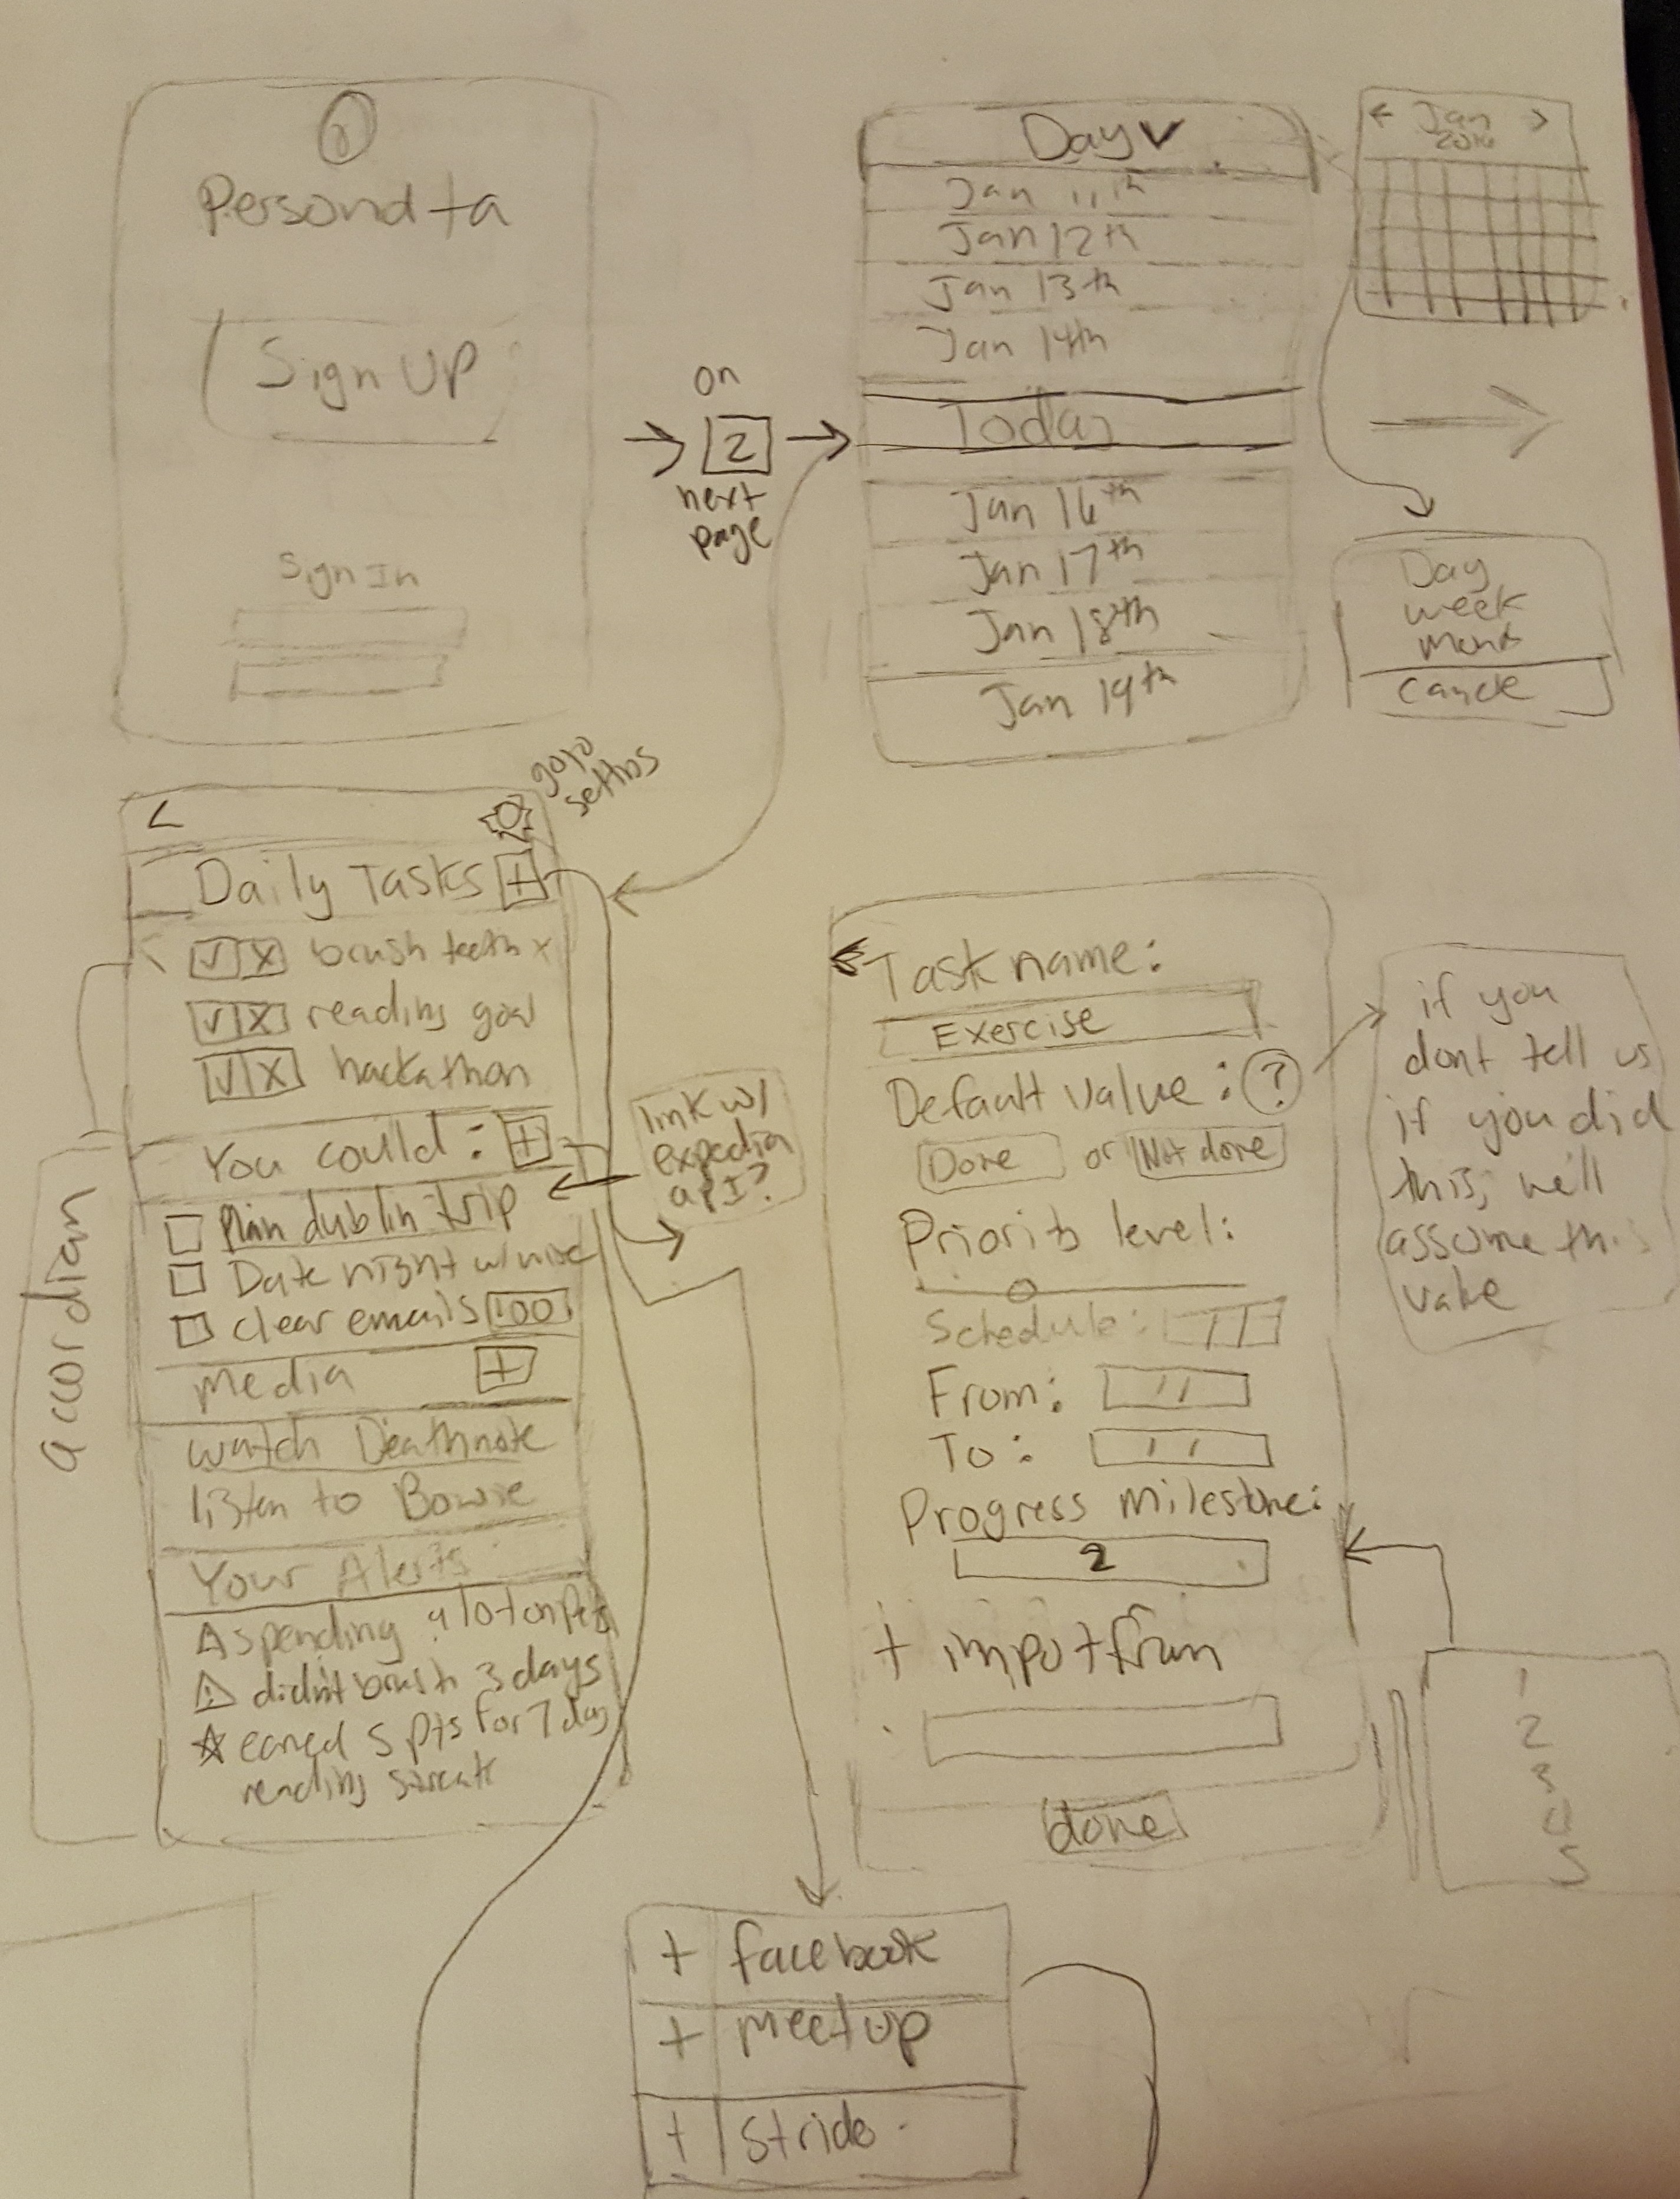 Persondta
Sign UP
Sign In
on
2
next
page
Day
Jan 11th
Jan 12th
Jan 13th
Jan 14th
Today
Jan 16th
Jan 17th
Jan 18th
Jan 19th
Jan
2016
Day
week
month
Cancle
goto
settins
Daily Tasks +
brush teeth x
reading goal
hackathon
You could: +
Plan dublin trip
Date night w/
clear emails 100
Media +
watch Deathnote
listen to Bowie
Your Alerts
spending a lot on
didnt brush 3 days
earned 5 pts for 7 day
reading streak
accordian
link w/
expedia
apI?
Task name:
Exercise
Default value: ?
Done or Not done
Priority level:
Schedule: / /
From: / /
To: / /
Progress Milestone:
2
+ import from
done
if you
dont tell us
if you did
this, we'll
assume this
value
1
2
3
4
5
+ facebook
+ Meetup
+ Stride